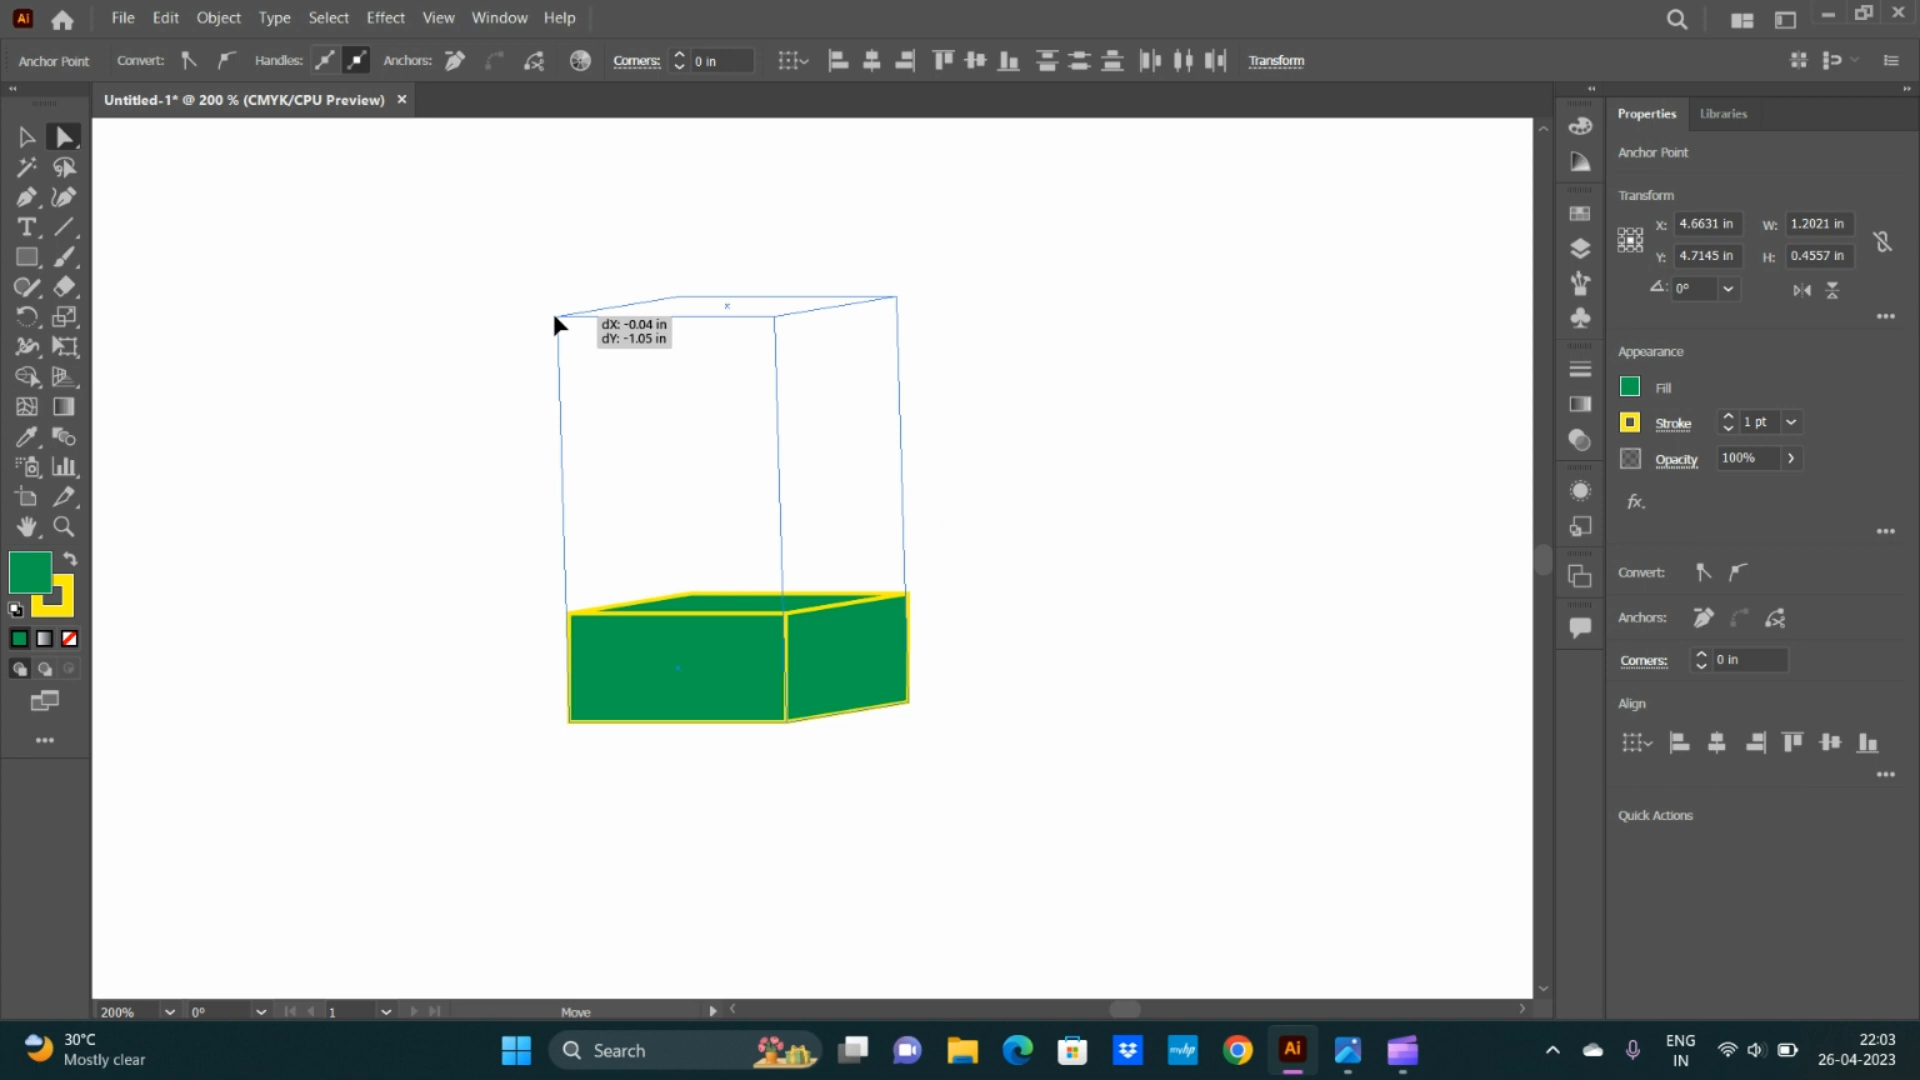 Ai File Edit Object Type Select Effect View Window Help
Anchor Point Convert: Handles: Anchors: Corners: 0 in Transform
Untitled-1* @ 200 % (CMYK/CPU Preview) ×
Properties Libraries
Anchor Point
Transform
X: 4.6631 in W: 1.2021 in
Y: 4.7145 in H: 0.4557 in
0°
dX: -0.04 in
dY: -1.05 in
Appearance
Fill
Stroke 1 pt
Opacity 100%
fx.
Convert:
Anchors:
Corners: 0 in
Align
Quick Actions
200% 0° 1 Move
30°C
Mostly clear
Search
myhp
Ai
ENG
IN
22:03
26-04-2023